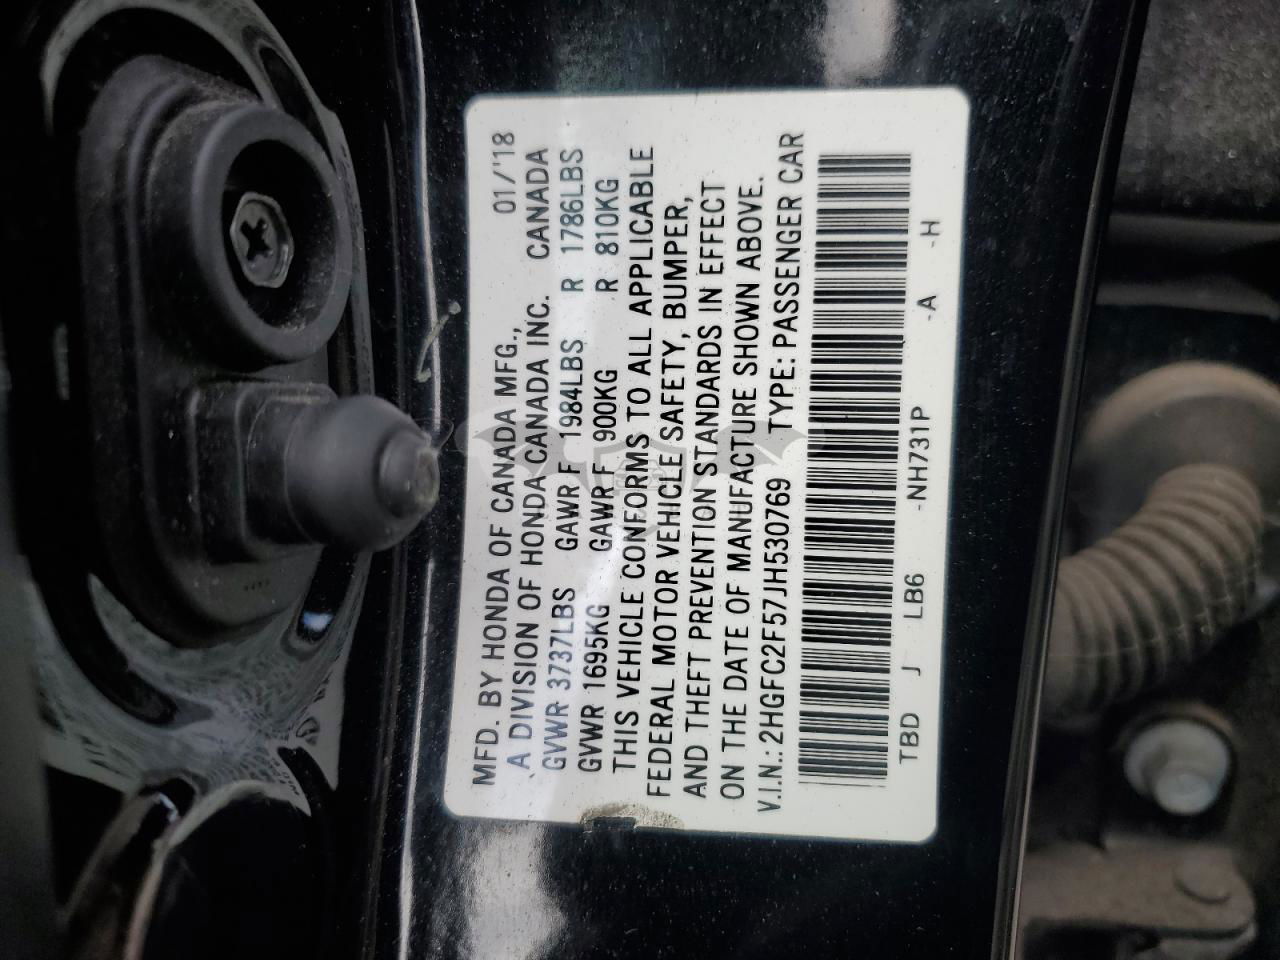 MFD. BY HONDA OF CANADA MFG., 01/'18
A DIVISION OF HONDA CANADA INC. CANADA
GVWR 3737LBS GAWR F 1984LBS R 1786LBS
GVWR 1695KG GAWR F 900KG R 810KG
THIS VEHICLE CONFORMS TO ALL APPLICABLE
FEDERAL MOTOR VEHICLE SAFETY, BUMPER,
AND THEFT PREVENTION STANDARDS IN EFFECT
ON THE DATE OF MANUFACTURE SHOWN ABOVE.
V.I.N.: 2HGFC2F57JH530769 TYPE: PASSENGER CAR
TBD J LB6 -NH731P -A -H